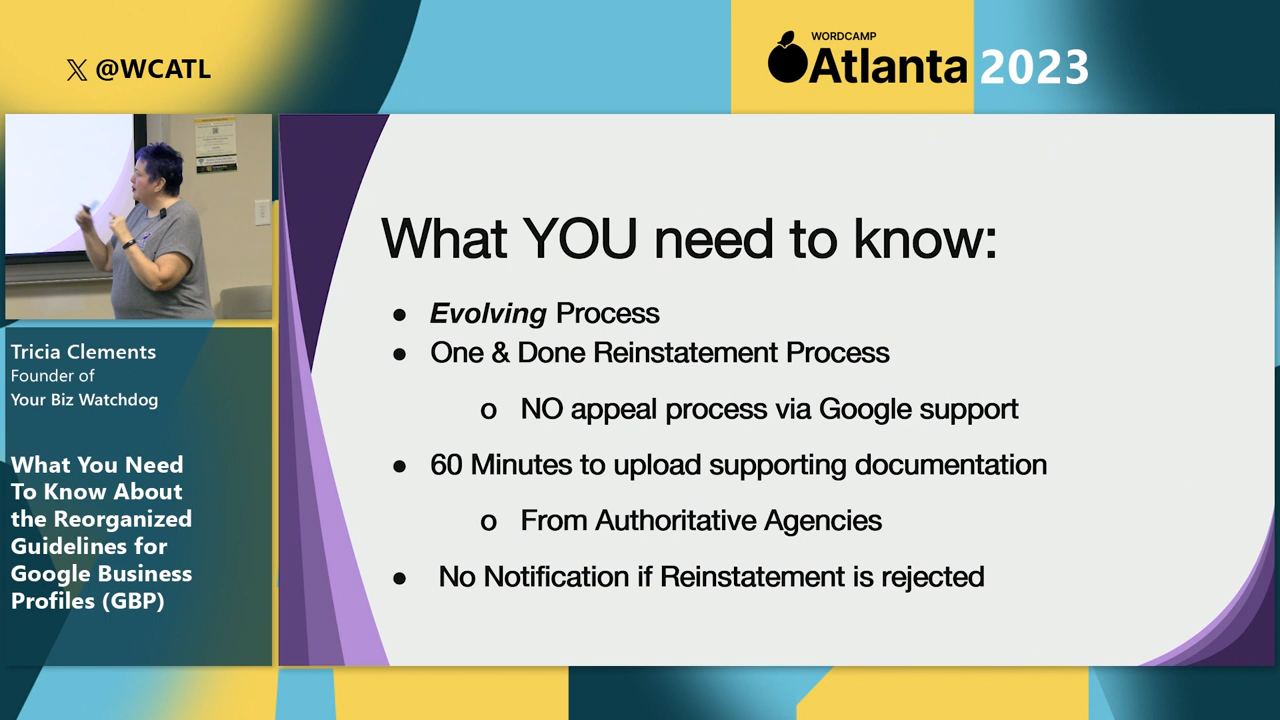 𝕏 @WCATL
WORDCAMP
Atlanta 2023
Tricia Clements
Founder of
Your Biz Watchdog
What You Need
To Know About
the Reorganized
Guidelines for
Google Business
Profiles (GBP)
What YOU need to know:
● Evolving Process
● One & Done Reinstatement Process
o NO appeal process via Google support
● 60 Minutes to upload supporting documentation
o From Authoritative Agencies
● No Notification if Reinstatement is rejected